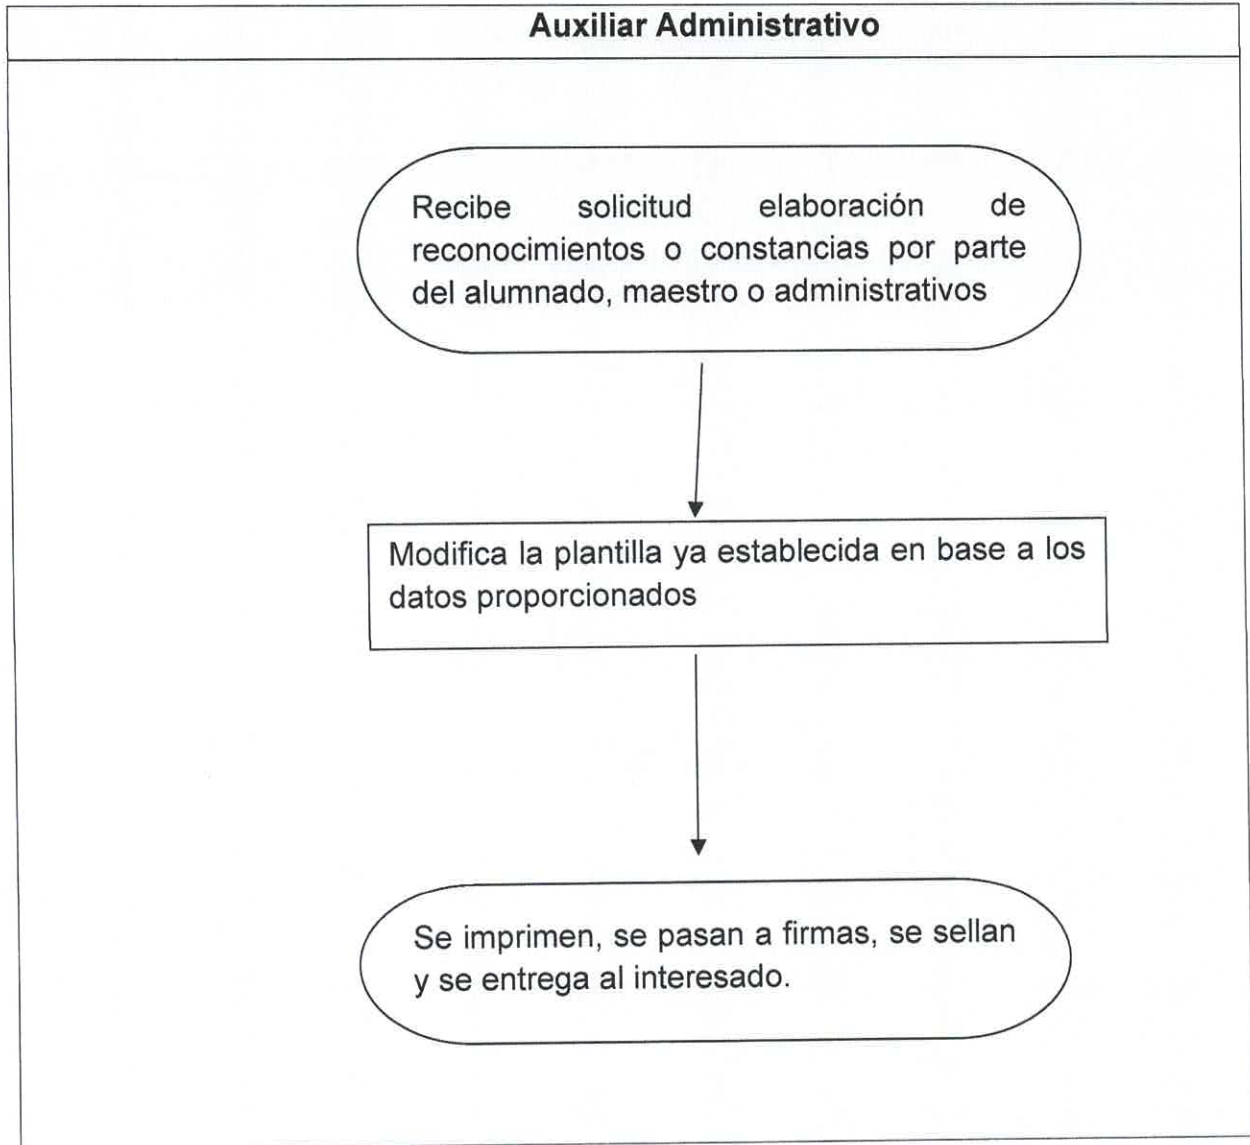 Auxiliar Administrativo
Recibe solicitud elaboración de
reconocimientos o constancias por parte
del alumnado, maestro o administrativos
Modifica la plantilla ya establecida en base a los
datos proporcionados
Se imprimen, se pasan a firmas, se sellan
y se entrega al interesado.